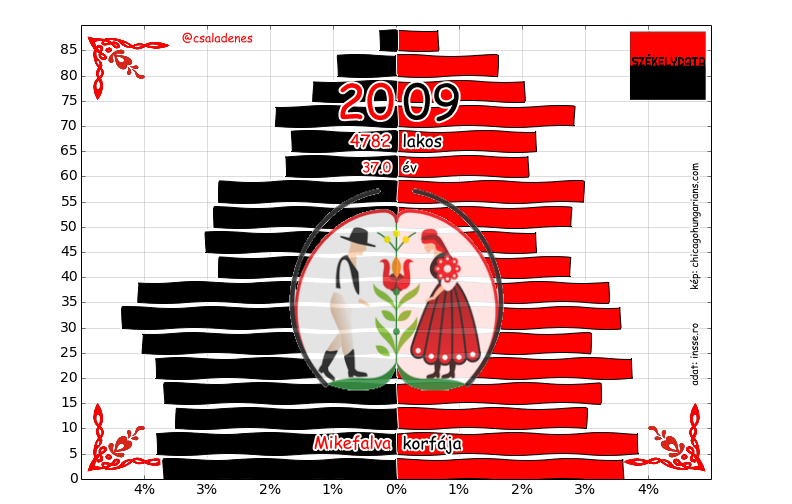 @csaladenes
SZÉKELYDATA
2009
4782 lakos
37.0 év
85
80
75
70
65
60
55
50
45
40
35
30
25
20
15
10
5
0
kép: chicagohungarians.com
adat: insse.ro
Mikefalva korfája
4% 3% 2% 1% 0% 1% 2% 3% 4%